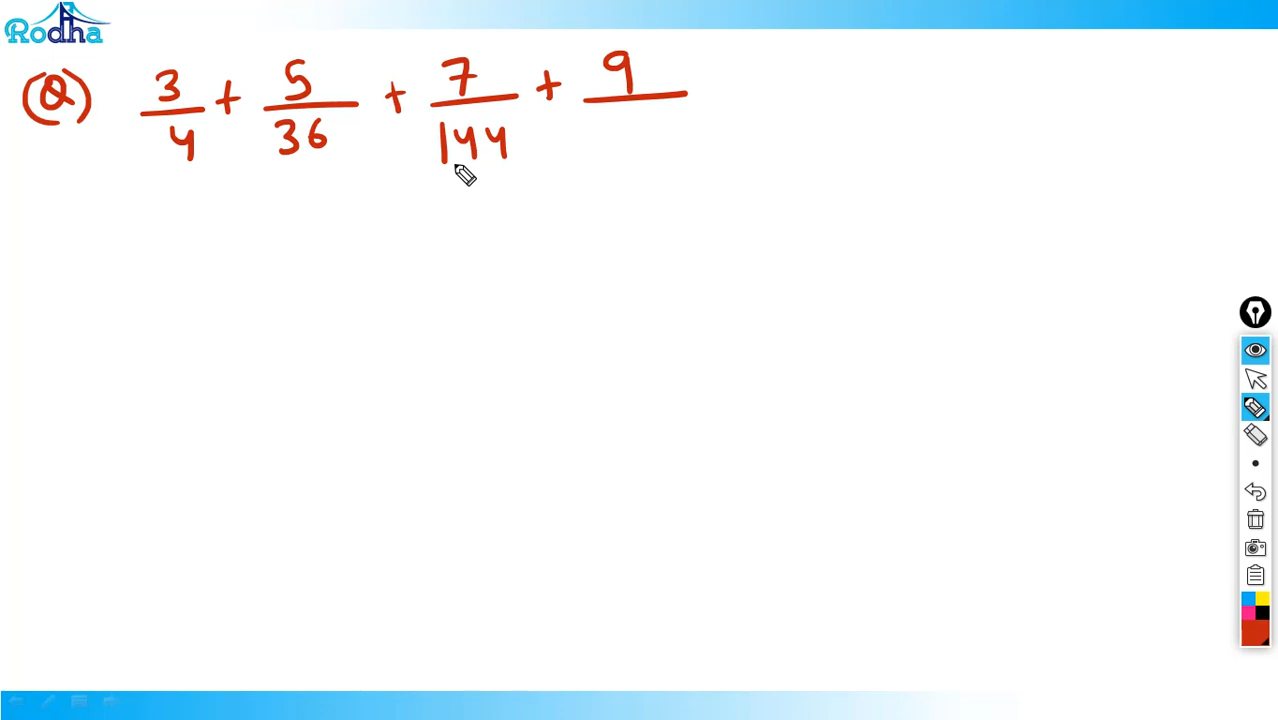 Rodha
(Q) 3/4 + 5/36 + 7/144 + 9/